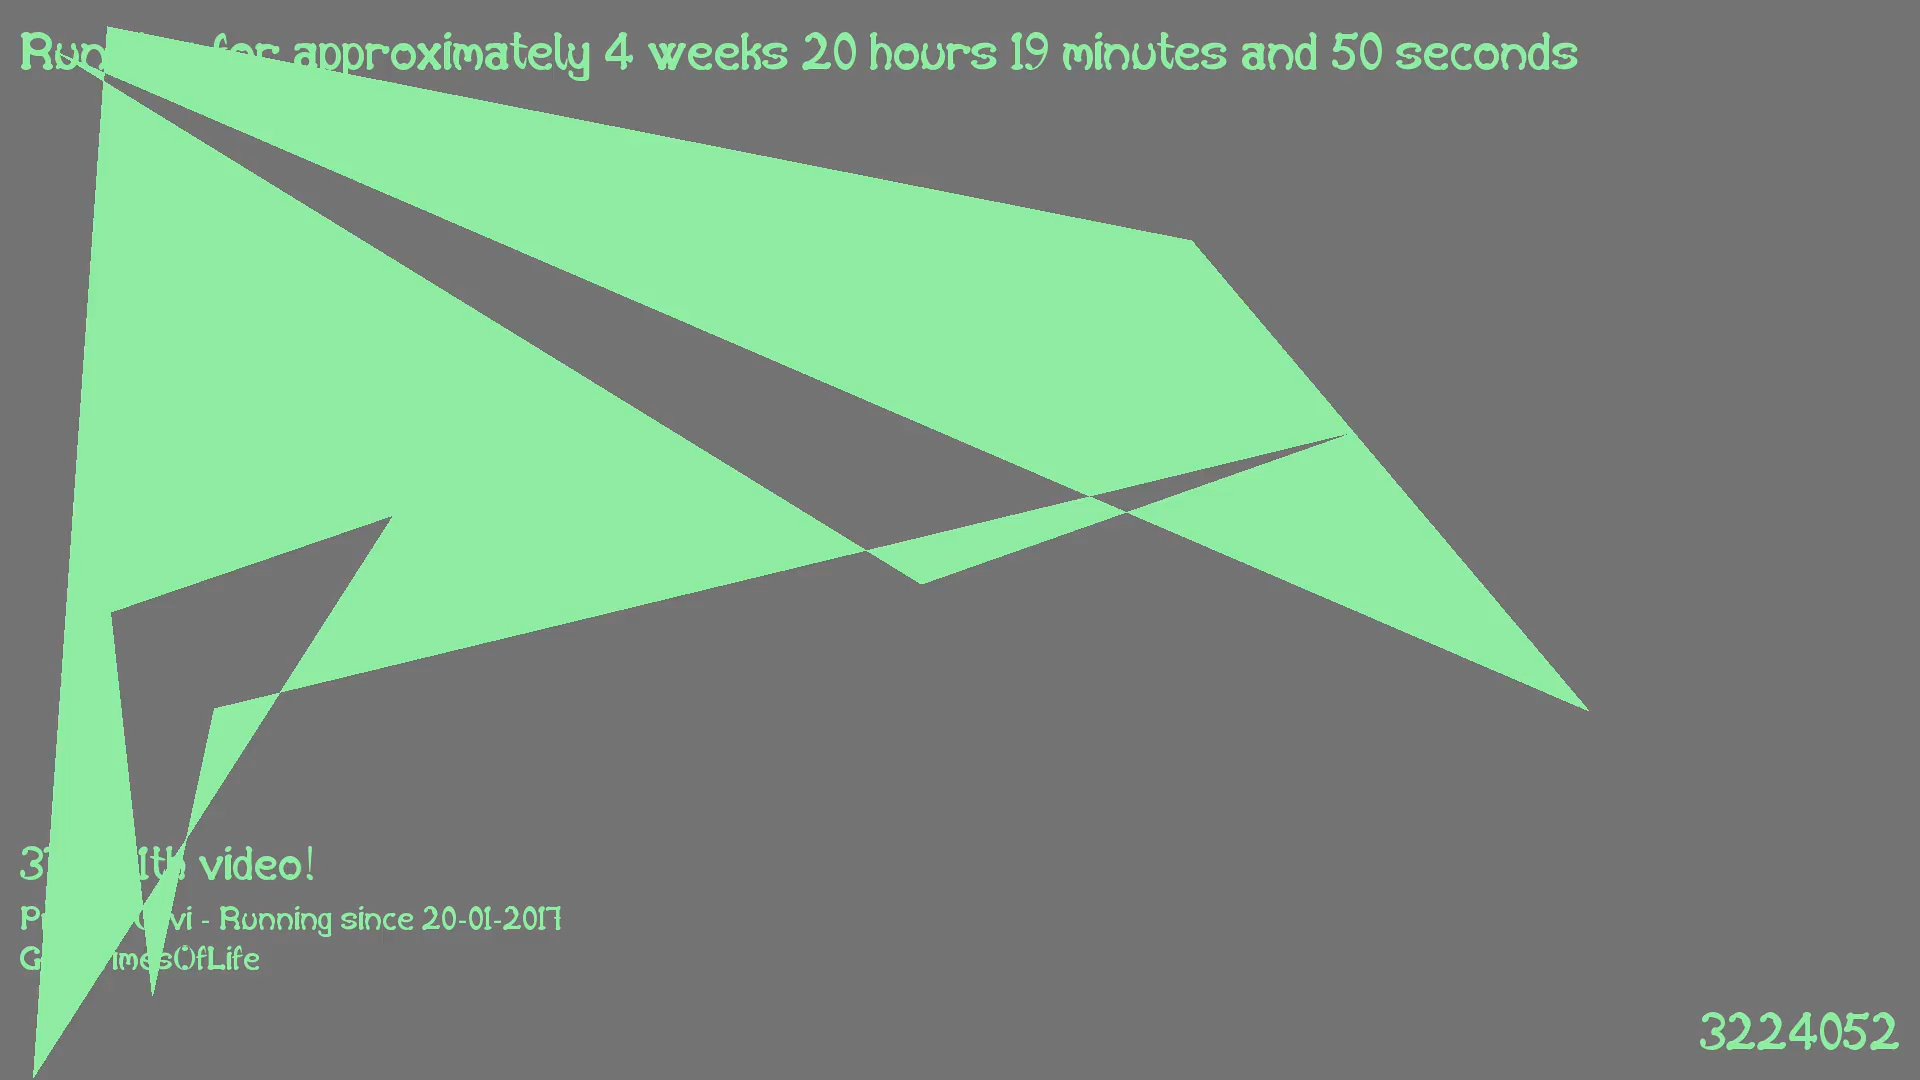 for approximately 4 weeks 20 hours 19 minutes and 50 seconds
video!
- Running since 20-01-2017
3224052